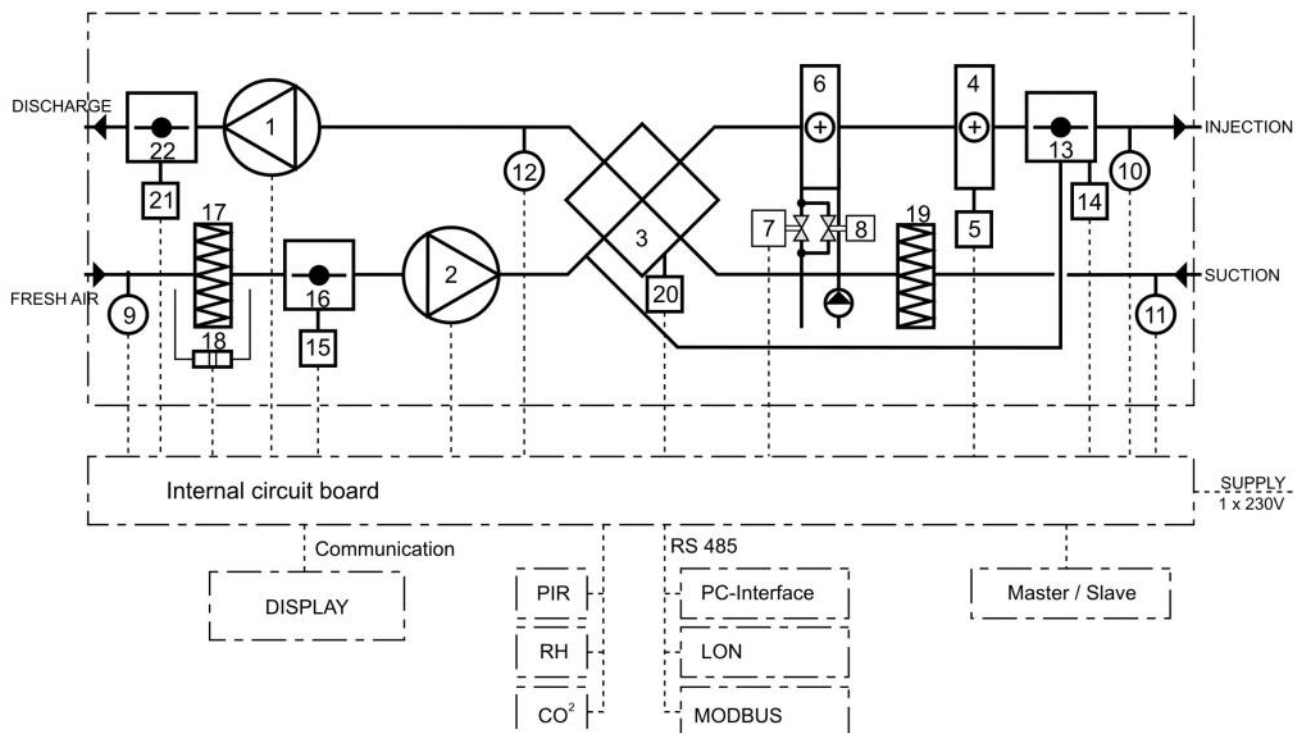 DISCHARGE
1
6
4
INJECTION
22
13
12
10
21
17
14
7
8
5
19
3
FRESH AIR
16
2
20
SUCTION
9
11
18
15
Internal circuit board
SUPPLY
1 x 230V
Communication
RS 485
DISPLAY
PIR
PC-Interface
Master / Slave
RH
LON
CO²
MODBUS